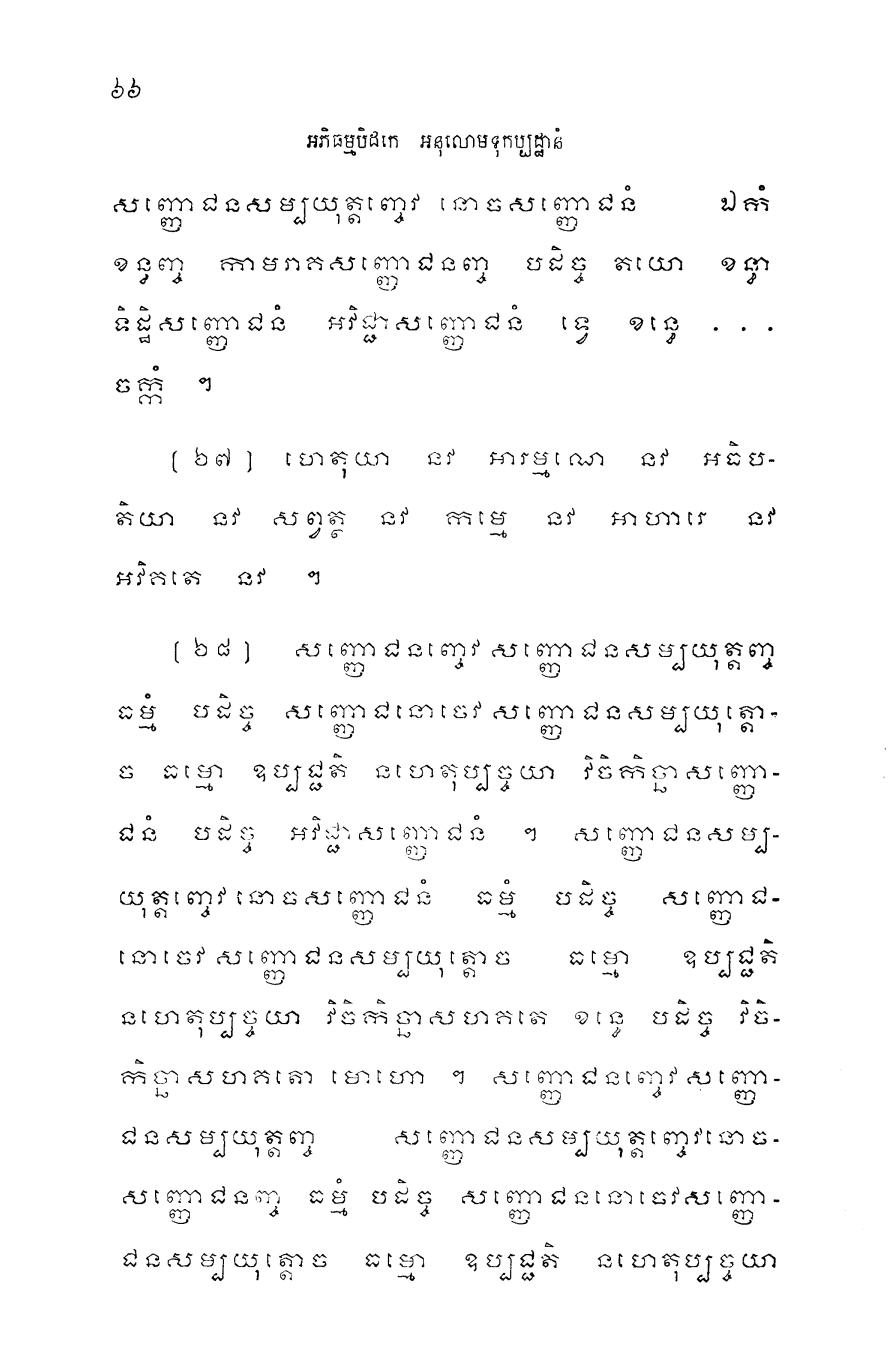 ៦៦
អភិធម្មបិដកេ អនុលោមទុកប្បដ្ឋានំ
សញ្ញោជនសម្បយុត្តញ្ចេវ នោចសញ្ញោជនំ ឯកំ
ខន្ធញ្ច កាមរាគសញ្ញោជនញ្ច បដិច្ច តយោ ខន្ធា
ទិដ្ឋិសញ្ញោជនំ អវិជ្ជាសញ្ញោជនំ ទ្វេ ខន្ធេ . . .
ចក្កំ ។
[ ៦៧ ] ហេតុយា នវ អារម្មណេ នវ អធិប-
តិយា នវ សព្វត្ថ នវ កម្មេ នវ អាហារេ នវ
អវិគតេ នវ ។
[ ៦៨ ] សញ្ញោជនញ្ចេវ សញ្ញោជនសម្បយុត្តញ្ច
ធម្មំ បដិច្ច សញ្ញោជនោចេវ សញ្ញោជនសម្បយុត្តោ-
ច ធម្មោ ឧប្បជ្ជតិ នហេតុប្បច្ចយា វិចិកិច្ឆាសញ្ញោ-
ជនំ បដិច្ច អវិជ្ជាសញ្ញោជនំ ។ សញ្ញោជនសម្ប-
យុត្តញ្ចេវ នោចសញ្ញោជនំ ធម្មំ បដិច្ច សញ្ញោជ-
នោចេវ សញ្ញោជនសម្បយុត្តោច ធម្មោ ឧប្បជ្ជតិ
នហេតុប្បច្ចយា វិចិកិច្ឆាសហគតេ ខន្ធេ បដិច្ច វិចិ-
កិច្ឆាសហគតោ មោហោ ។ សញ្ញោជនញ្ចេវ សញ្ញោ-
ជនសម្បយុត្តញ្ច សញ្ញោជនសម្បយុត្តញ្ចេវនោច-
សញ្ញោជនញ្ច ធម្មំ បដិច្ច សញ្ញោជននោចេវសញ្ញោ-
ជនសម្បយុត្តោច ធម្មោ ឧប្បជ្ជតិ នហេតុប្បច្ចយា